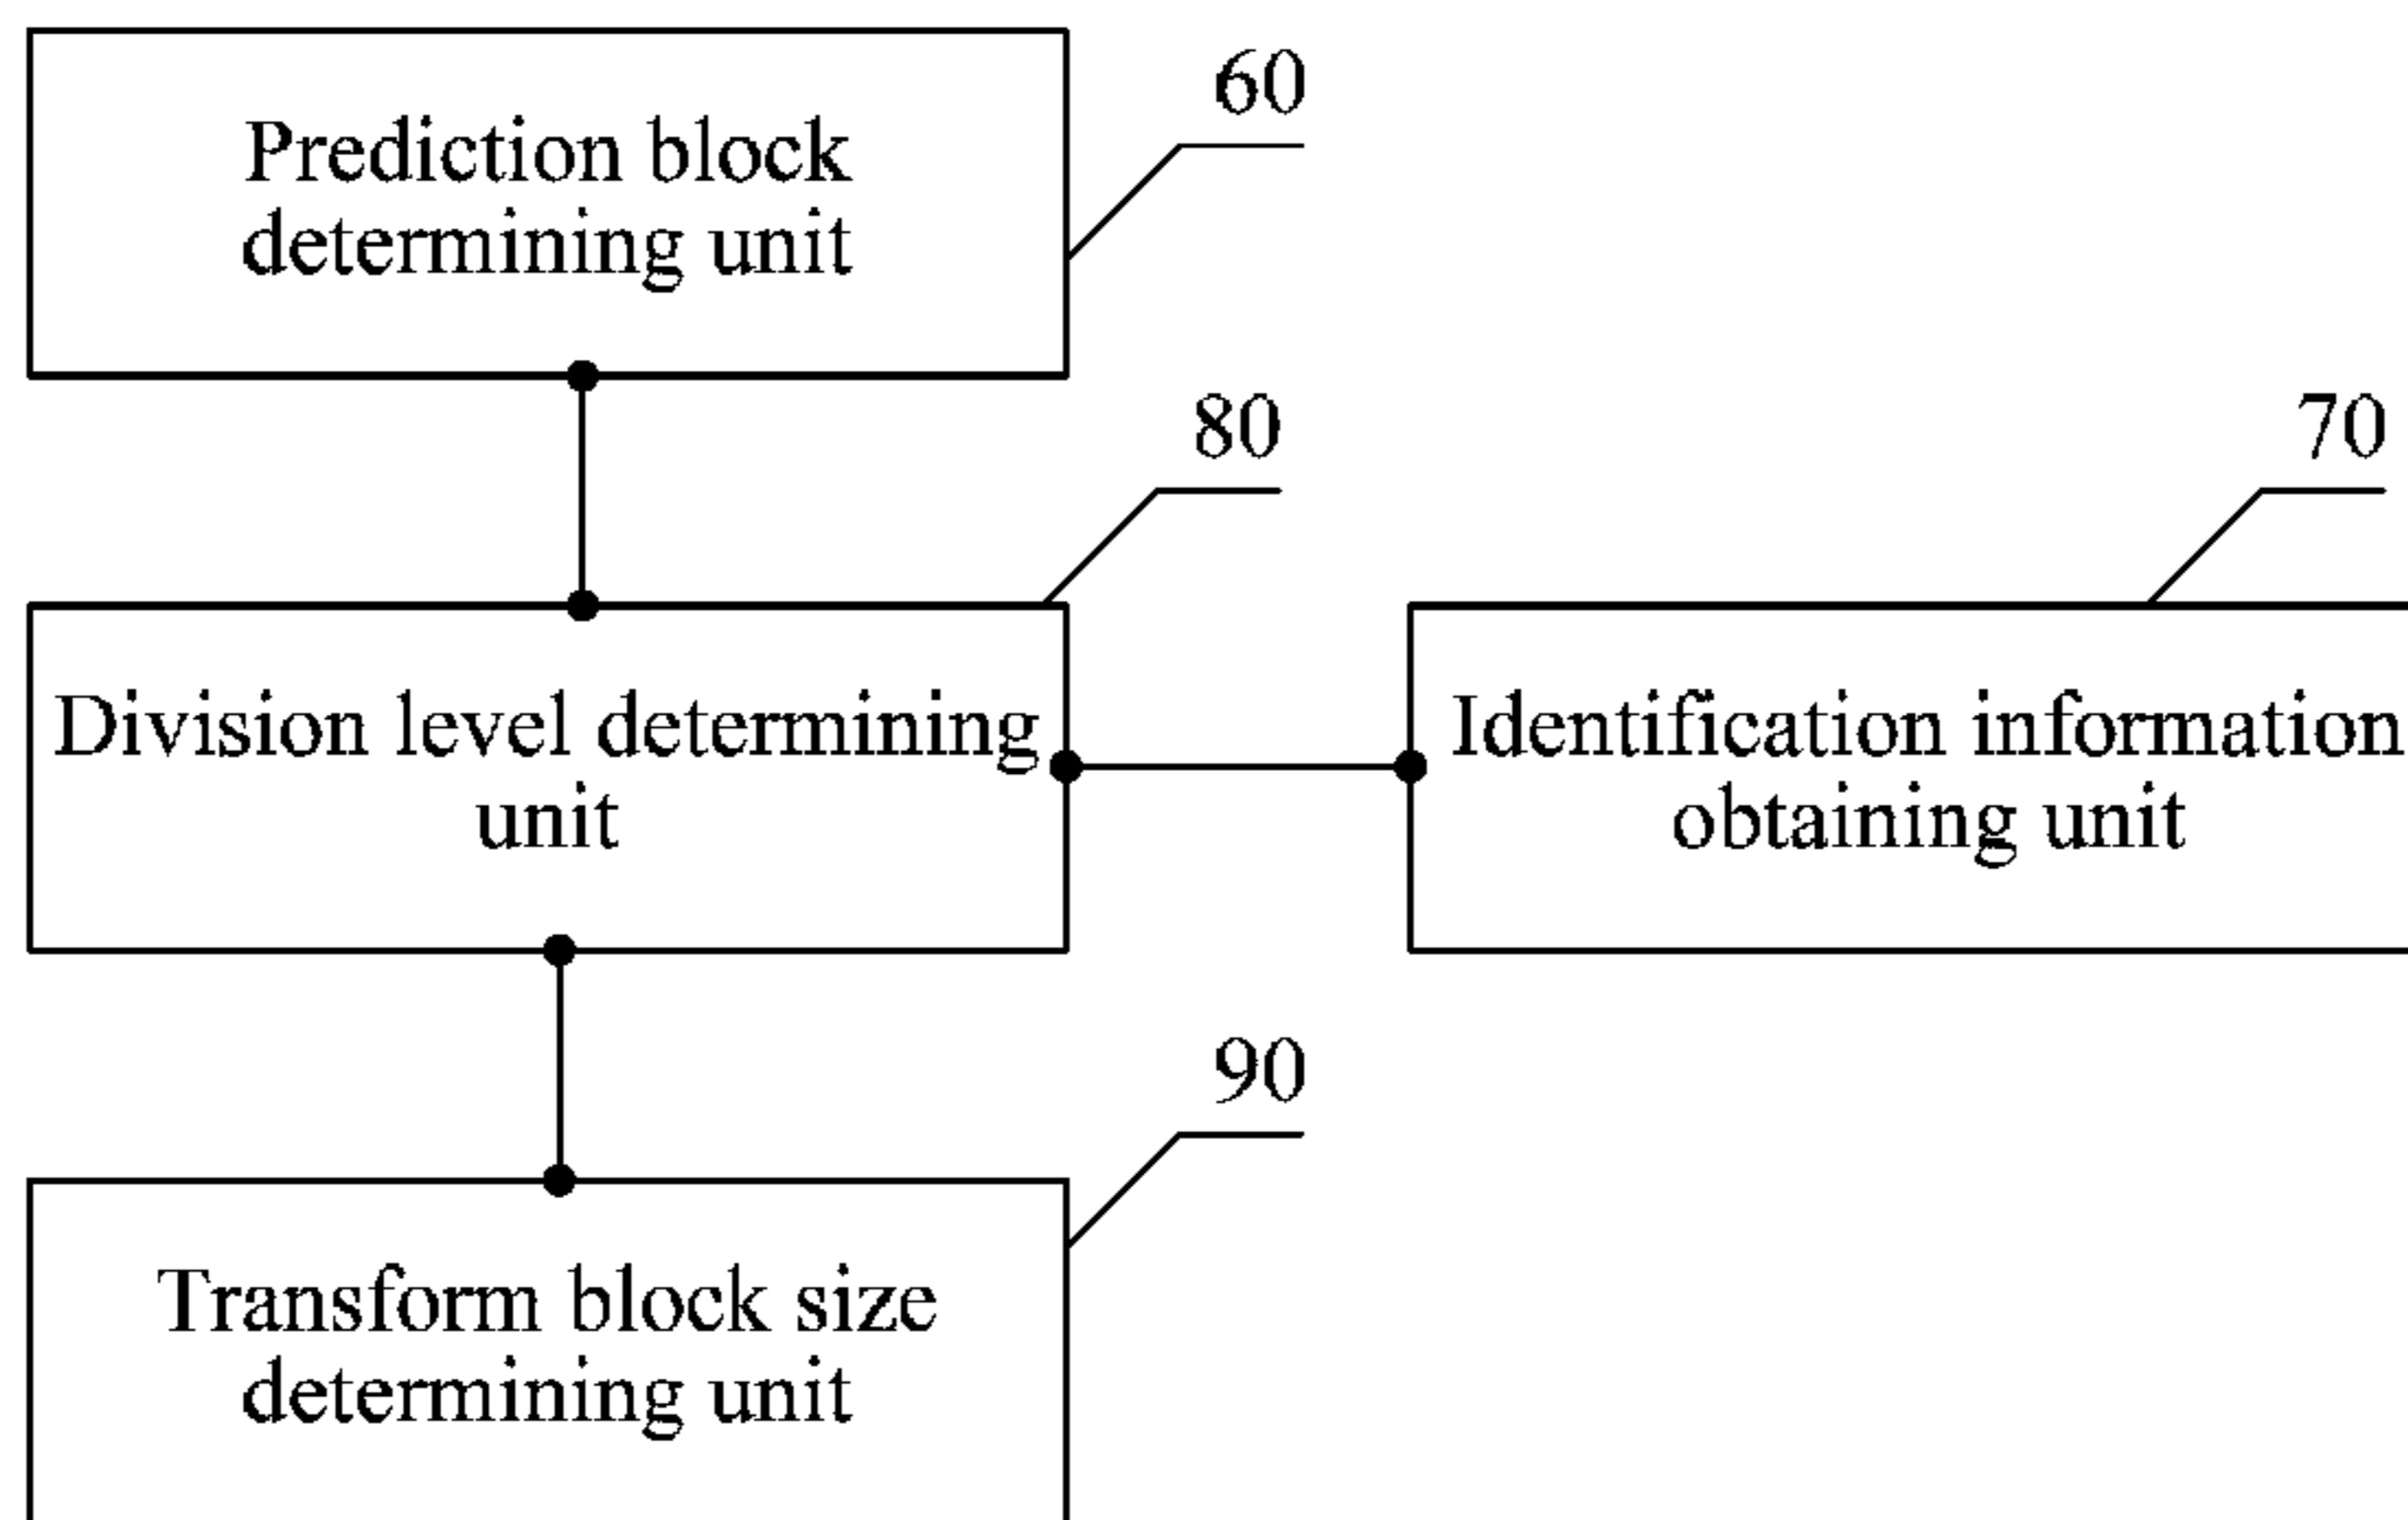 60
Prediction block
determining unit
80
70
Division level determining
unit
Identification information
obtaining unit
90
Transform block size
determining unit